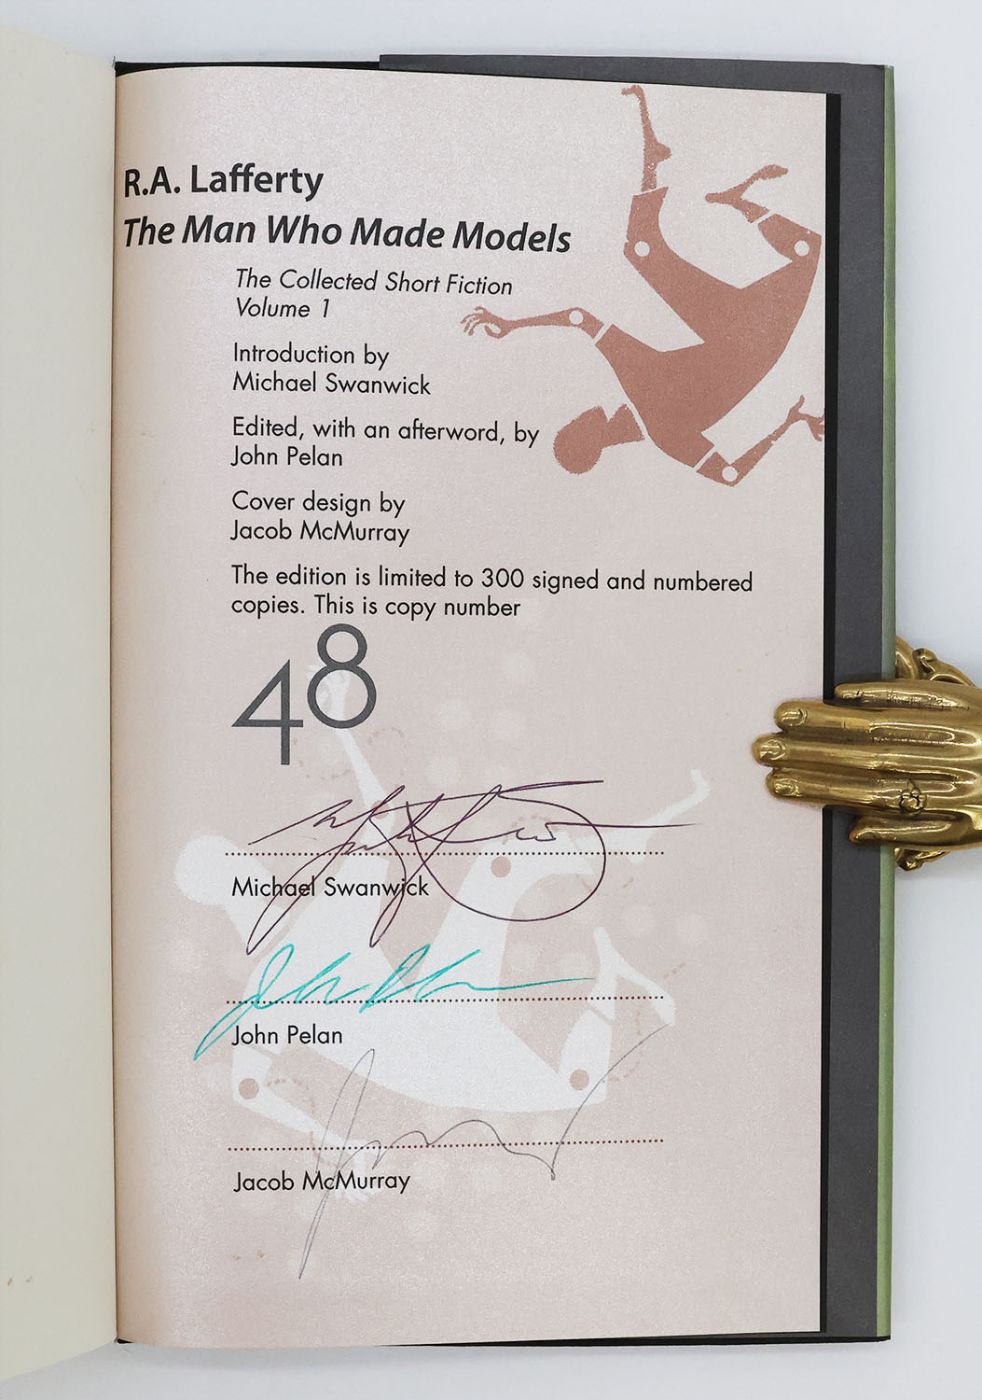 R.A. Lafferty
The Man Who Made Models
The Collected Short Fiction
Volume 1
Introduction by
Michael Swanwick
Edited, with an afterword, by
John Pelan
Cover design by
Jacob McMurray
The edition is limited to 300 signed and numbered
copies. This is copy number
48
Michael Swanwick
John Pelan
Jacob McMurray